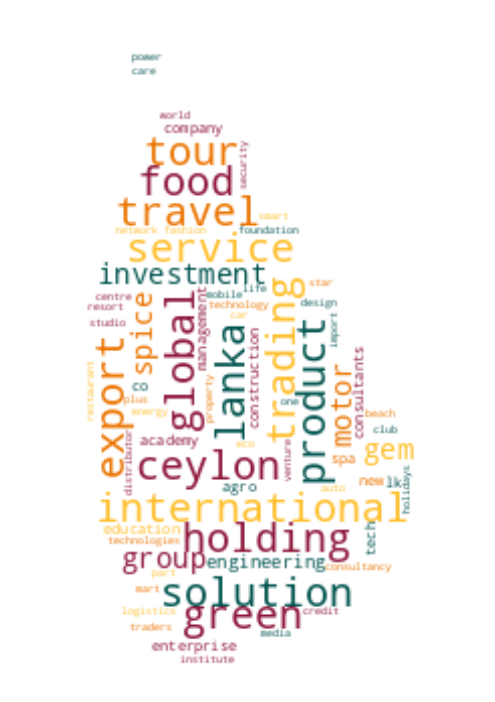 power
care
world
company
tour
security
food
travel
smart
network
fashion
foundation
service
investment
life
star
centre
mobile
resort
technology
design
studio
car
spice
global
management
lanka
trading
product
import
construction
export
restaurant
property
motor
consultants
co
plus
one
energy
beach
club
academy
eco
venture
gem
ceylon
spa
distributor
agro
auto
new
lk
holidays
international
education
technologies
holding
tech
group
engineering
consultancy
part
mart
solution
logistics
green
credit
traders
media
enterprise
institute